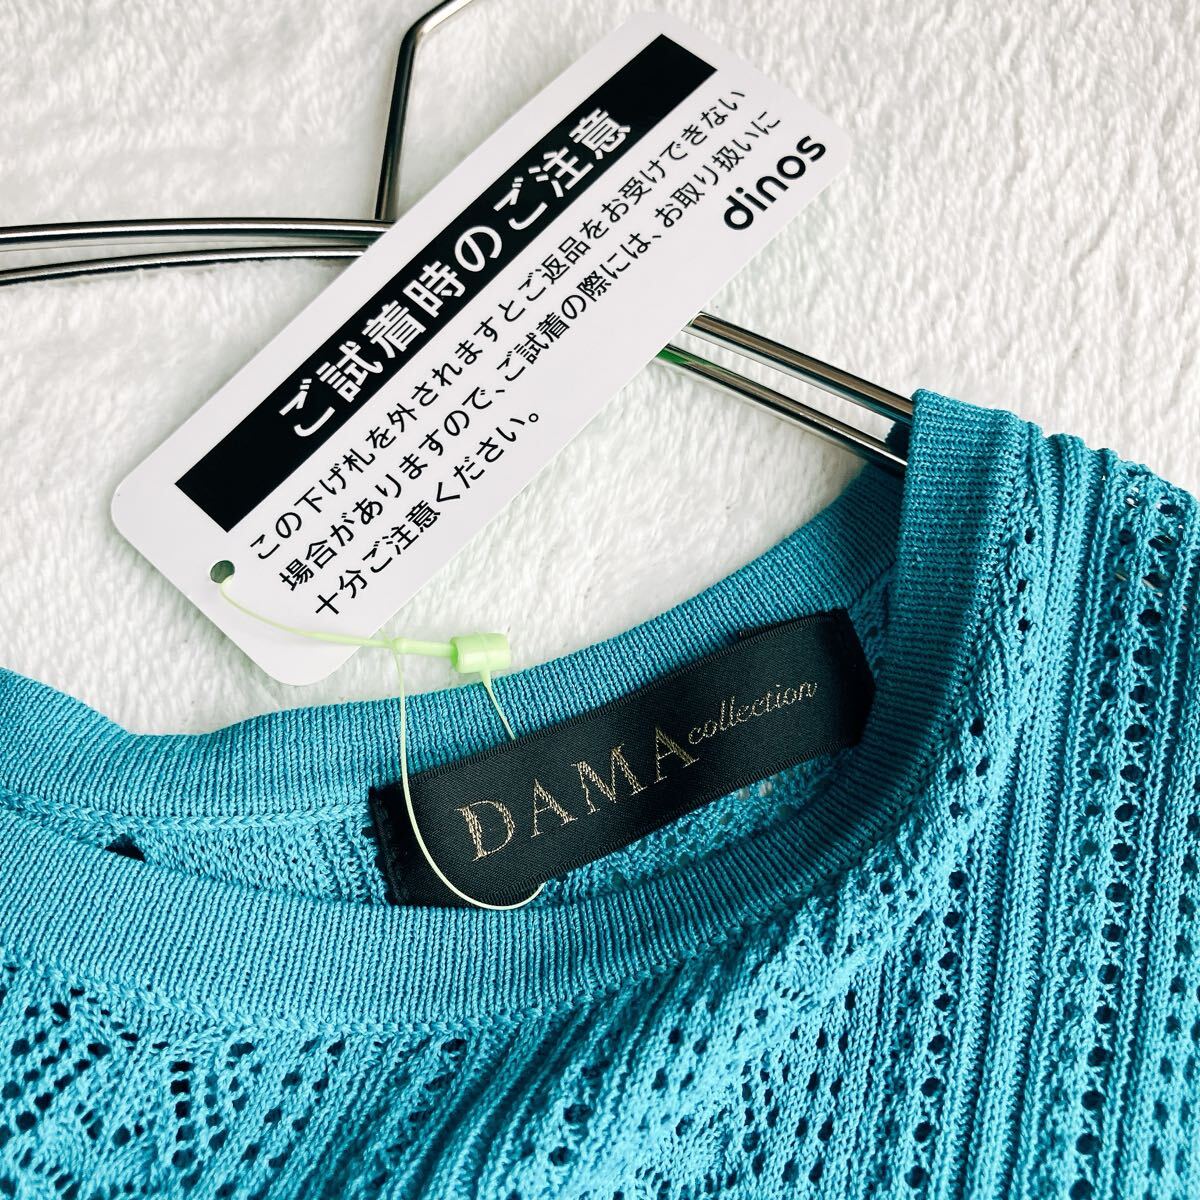 ご試着時のご注意
この下げ札を外されますとご返品をお受けできない
場合がありますので、ご試着の際には、お取り扱いに
十分ご注意ください。
dinos
DAMA collection